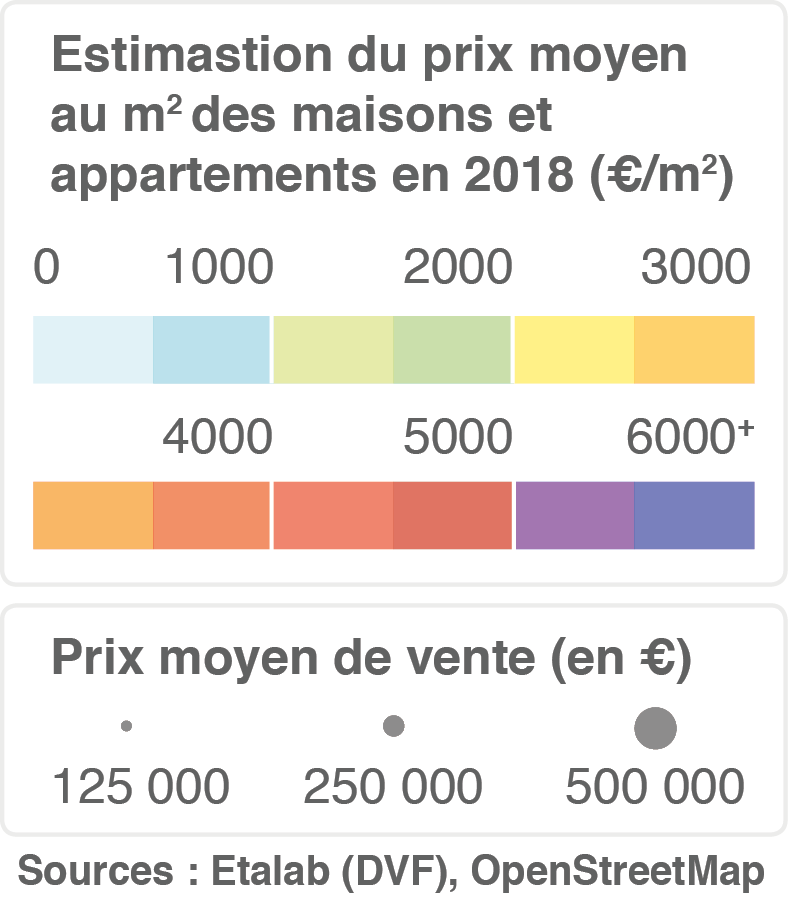 Estimastion du prix moyen
au m² des maisons et
appartements en 2018 (€/m²)
0 1000 2000 3000
4000 5000 6000⁺
Prix moyen de vente (en €)
125 000 250 000 500 000
Sources : Etalab (DVF), OpenStreetMap